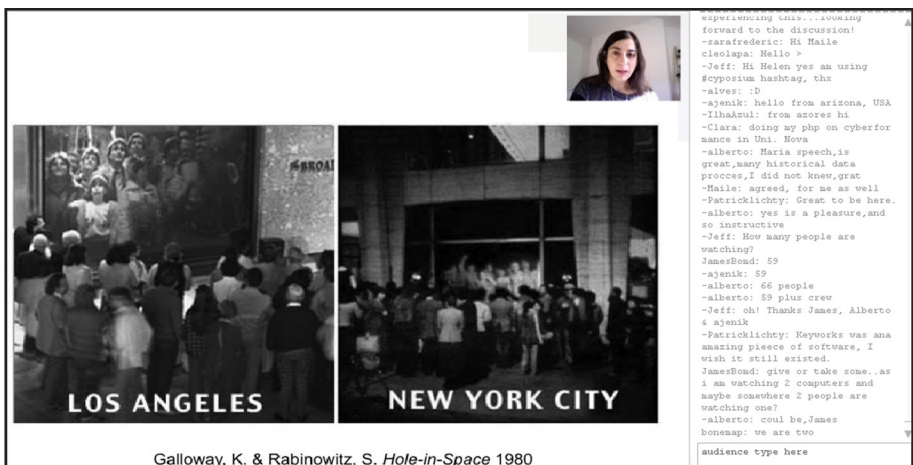 experiencing this...looking
forward to the discussion!
-sarafrederic: Hi Maile
cleolapa: Hello >
-Jeff: Hi Helen yes am using
#cyposium hashtag, thx
-alves: :D
-ajenik: hello from arizona, USA
-IlhaAzul: from azores hi
-Clara: doing my php on cyberfor
mance in Uni. Nova
-alberto: Maria speech,is
great,many historical data
procces,I did not knew,grat
-Maile: agreed, for me as well
-Patricklichty: Great to be here.
-alberto: yes is a pleasure,and
so instructive
-Jeff: How many people are
watching?
JamesBomd: 59
-ajenik: 59
-alberto: 66 people
-alberto: 59 plus crew
-Jeff: oh! Thanks James, Alberto
& ajenik
-Patricklichty: Keyworks was ana
amazing pieece of software, I
wish it still existed.
JamesBomd: give or take some..as
i am watching 2 computers and
maybe somewhere 2 people are
watching one?
-alberto: coul be,James
bonemap: we are two
audience type here
BROA
LOS ANGELES
NEW YORK CITY
Galloway, K. & Rabinowitz, S. Hole-in-Space 1980